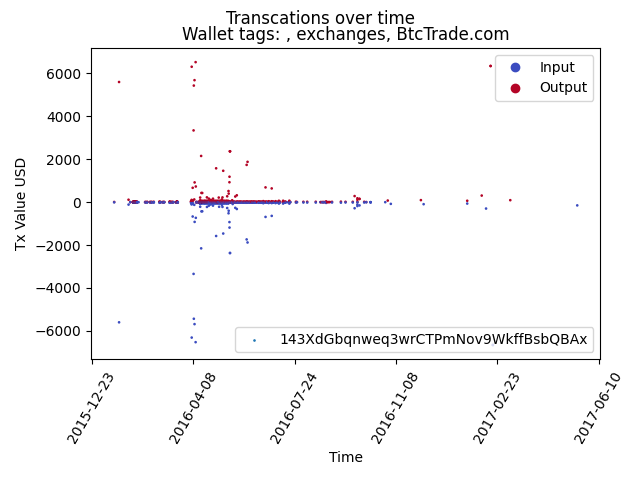 Transcations over time
Wallet tags: , exchanges, BtcTrade.com
Tx Value USD
6000
4000
2000
0
−2000
−4000
−6000
Input
Output
143XdGbqnweq3wrCTPmNov9WkffBsbQBAx
2015-12-23
2016-04-08
2016-07-24
2016-11-08
2017-02-23
2017-06-10
Time